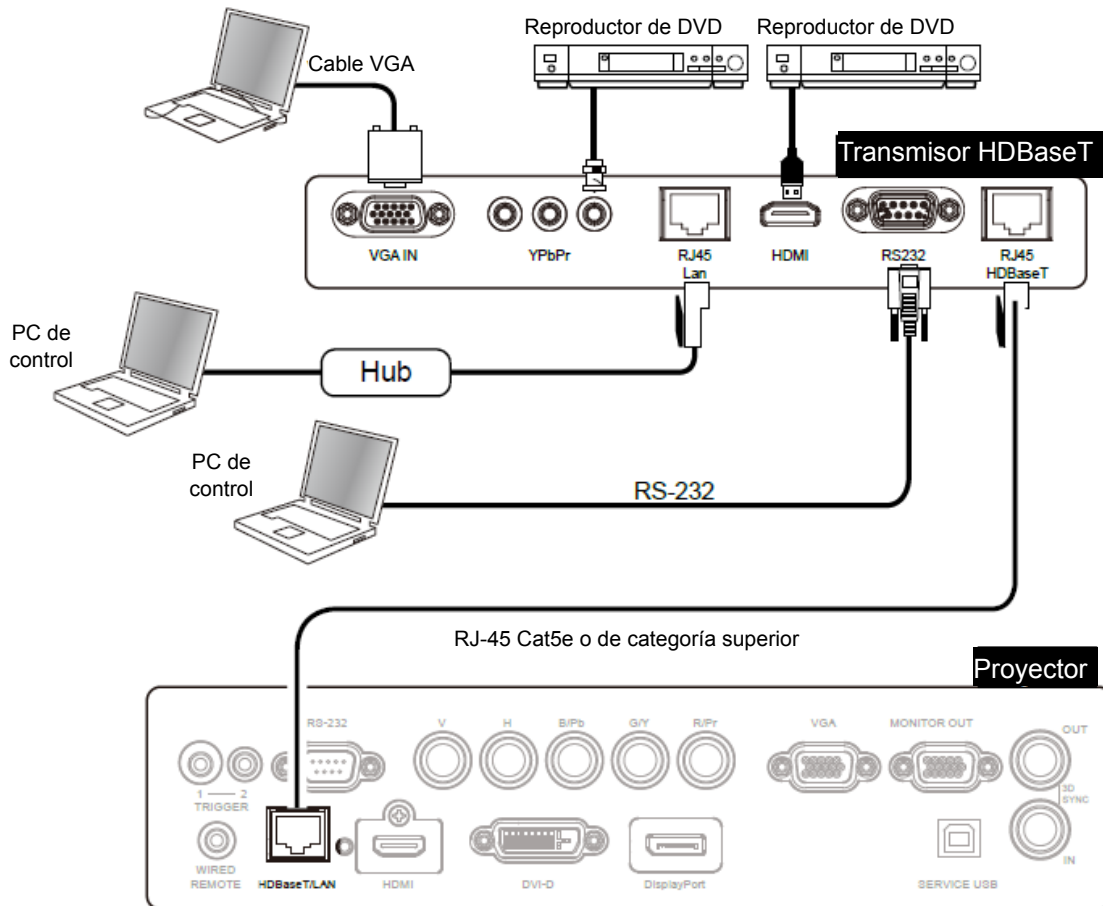 Reproductor de DVD
Reproductor de DVD
Cable VGA
Transmisor HDBaseT
VGA IN
YPbPr
RJ45
Lan
HDMI
RS232
RJ45
HDBaseT
PC de
control
Hub
PC de
control
RS-232
RJ-45 Cat5e o de categoría superior
Proyector
RS-232
V
H
B/Pb
G/Y
R/Pr
VGA
MONITOR OUT
OUT
1 2
TRIGGER
3D
SYNC
WIRED
REMOTE
HDBaseT/LAN
HDMI
DVI-D
DisplayPort
SERVICE USB
IN